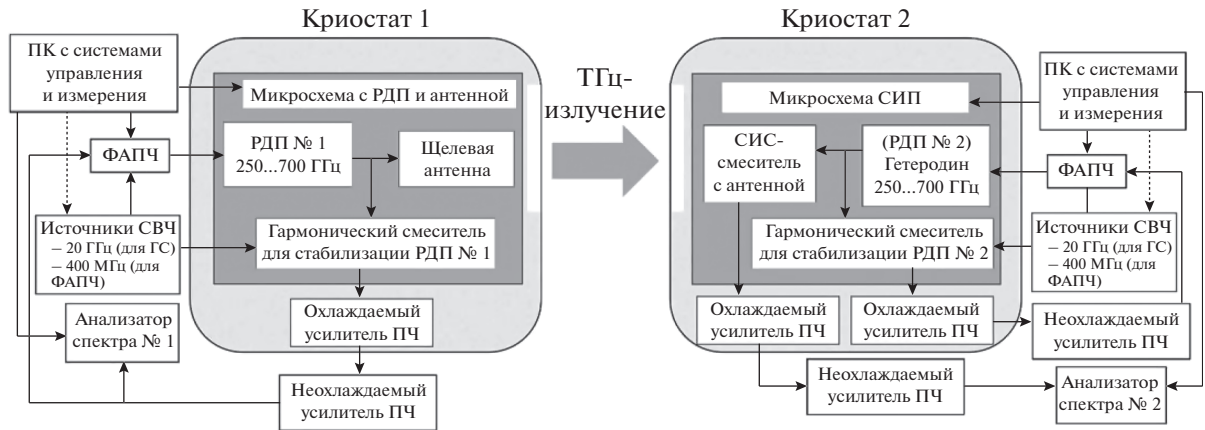 Криостат 1
ПК с системами
управления
и измерения
Микросхема с РДП и антенной
ФАПЧ
РДП № 1
250...700 ГГц
Щелевая
антенна
Источники СВЧ
– 20 ГГц (для ГС)
– 400 МГц (для
ФАПЧ)
Гармонический смеситель
для стабилизации РДП № 1
Охлаждаемый
усилитель ПЧ
Анализатор
спектра № 1
Неохлаждаемый
усилитель ПЧ
ТГц-
излучение
Криостат 2
Микросхема СИП
ПК с системами
управления
и измерения
СИС-
смеситель
с антенной
(РДП № 2)
Гетеродин
250...700 ГГц
ФАПЧ
Гармонический смеситель
для стабилизации РДП № 2
Источники СВЧ
– 20 ГГц (для ГС)
– 400 МГц (для
ФАПЧ)
Охлаждаемый
усилитель ПЧ
Охлаждаемый
усилитель ПЧ
Неохлаждаемый
усилитель ПЧ
Неохлаждаемый
усилитель ПЧ
Анализатор
спектра № 2